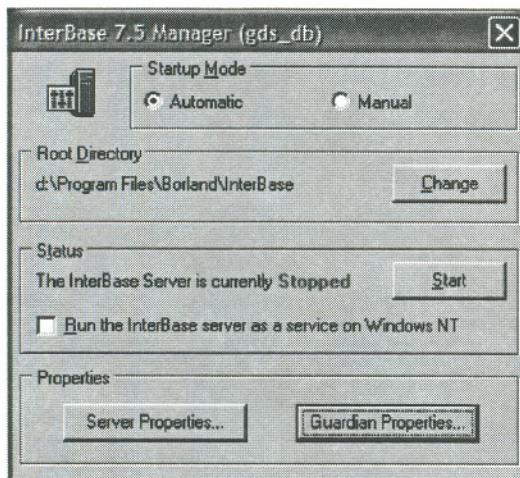 InterBase 7.5 Manager (gds_db)
Startup Mode
Automatic
Manual
Root Directory
d:\Program Files\Borland\InterBase
Change
Status
The InterBase Server is currently Stopped
Start
Run the InterBase server as a service on Windows NT
Properties
Server Properties...
Guardian Properties...